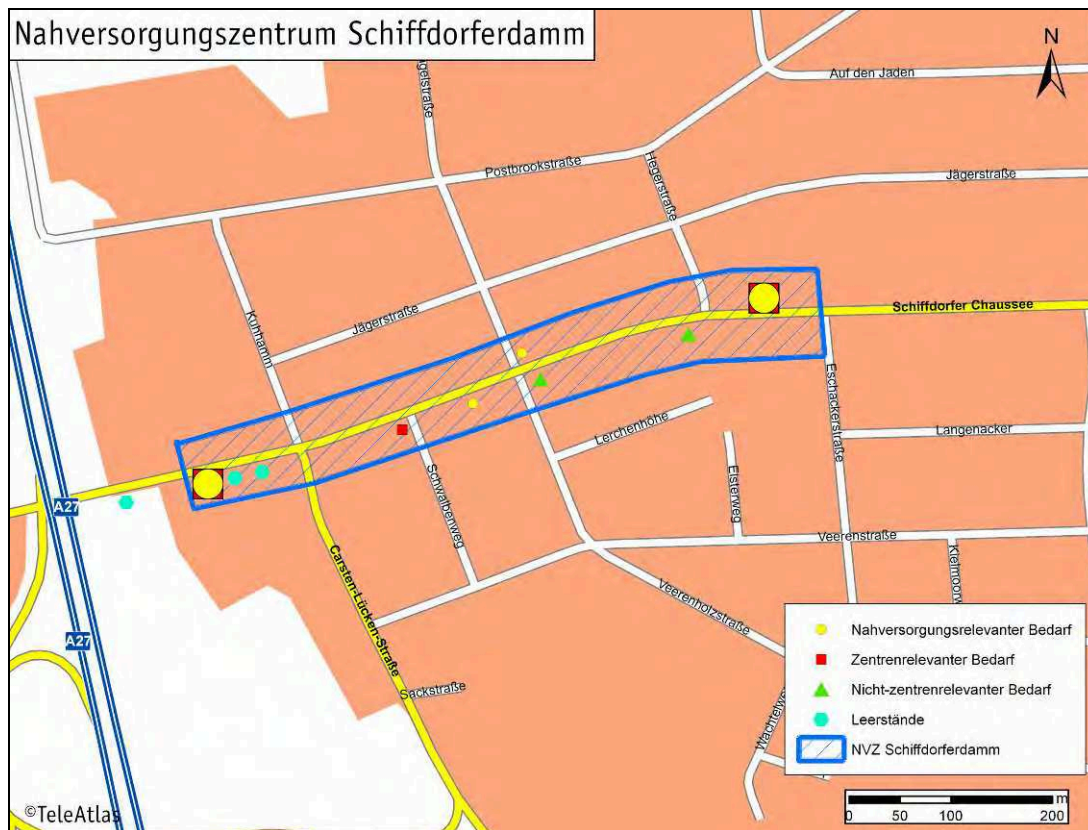 Nahversorgungszentrum Schiffdorferdamm
N
Auf den Jaden
Postbrookstraße
Hegerstraße
Jägerstraße
Kuhhamm
Jägerstraße
Schiffdorfer Chaussee
Eschackerstraße
Lerchenhöhe
Langenacker
Schwalbenweg
Elsterweg
A27
Veerenstraße
Carsten-Lücken-Straße
Veerenholzstraße
A27
Sackstraße
Nahversorgungsrelevanter Bedarf
Zentrenrelevanter Bedarf
Nicht-zentrenrelevanter Bedarf
Leerstände
NVZ Schiffdorferdamm
©TeleAtlas
m
0 50 100 200